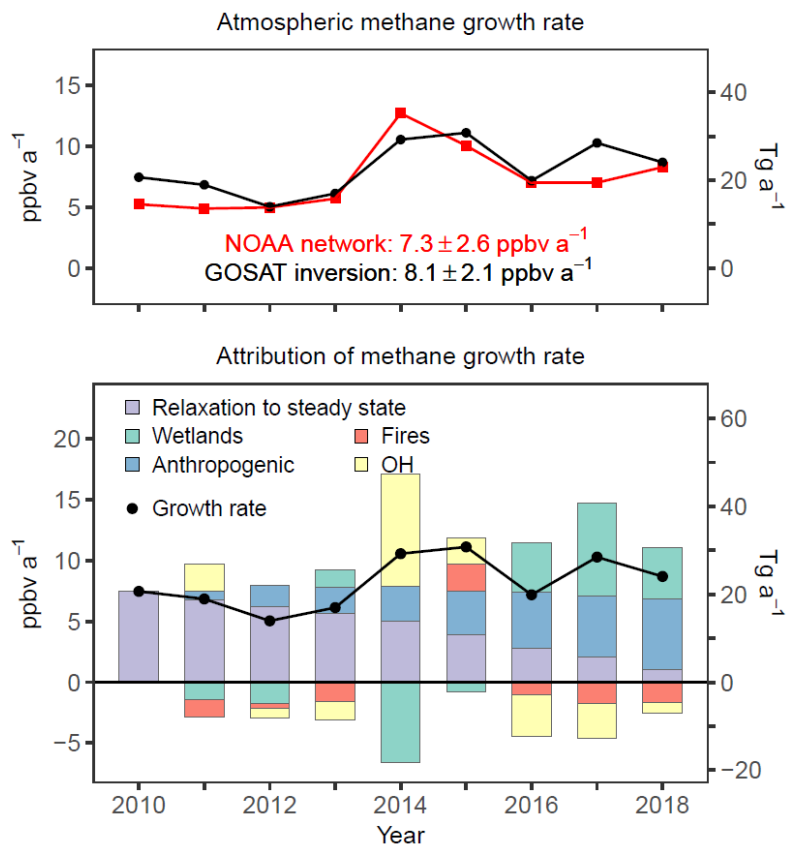 Atmospheric methane growth rate
15
10
5
0
ppbv a⁻¹
40
20
0
Tg a⁻¹
NOAA network: 7.3 ± 2.6 ppbv a⁻¹
GOSAT inversion: 8.1 ± 2.1 ppbv a⁻¹
Attribution of methane growth rate
Relaxation to steady state
Wetlands
Fires
Anthropogenic
OH
Growth rate
20
15
10
5
0
−5
ppbv a⁻¹
60
40
20
0
−20
Tg a⁻¹
2010 2012 2014 2016 2018
Year